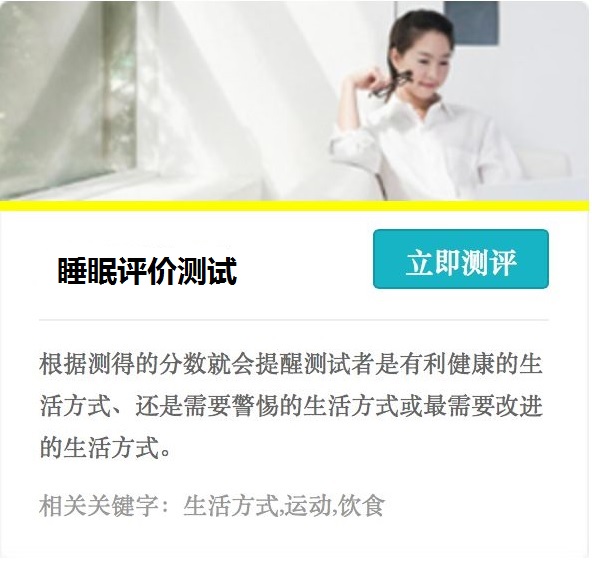 睡眠评价测试
立即测评
根据测得的分数就会提醒测试者是有利健康的生
活方式、还是需要警惕的生活方式或最需要改进
的生活方式。
相关关键字：生活方式,运动,饮食